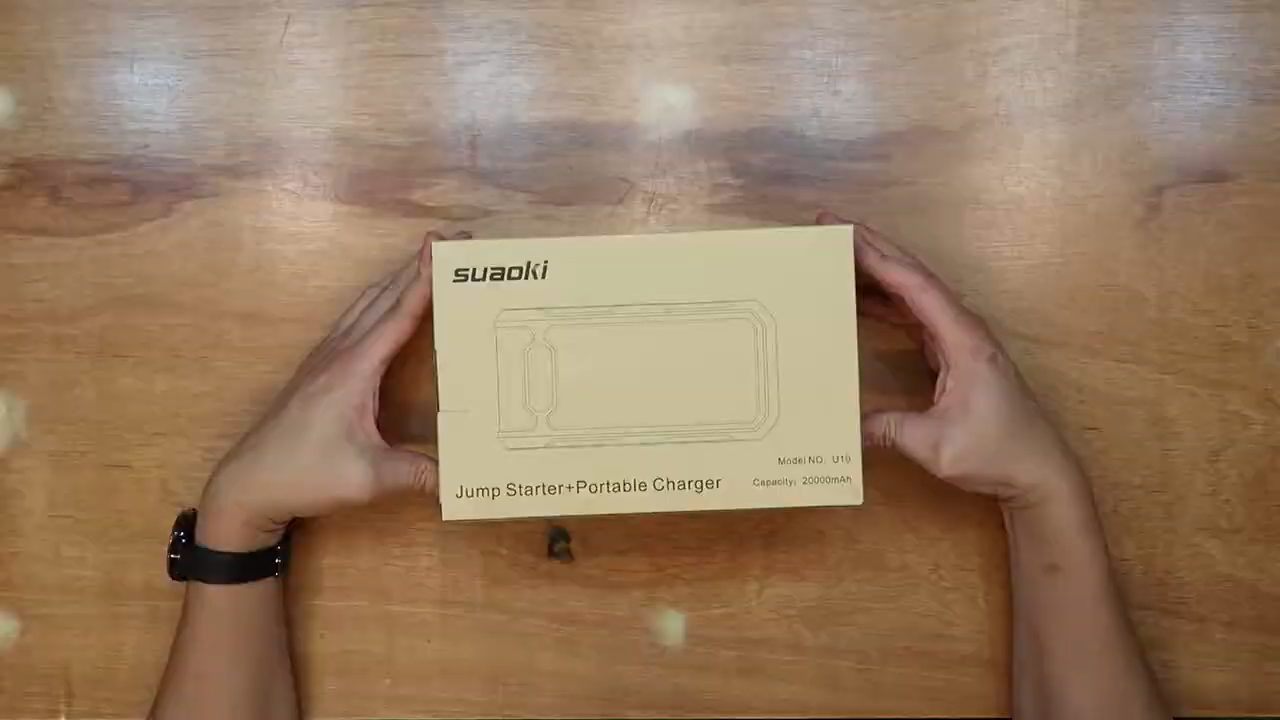 suaoki
Model NO: U10
Jump Starter+Portable Charger
Capacity: 20000mAh